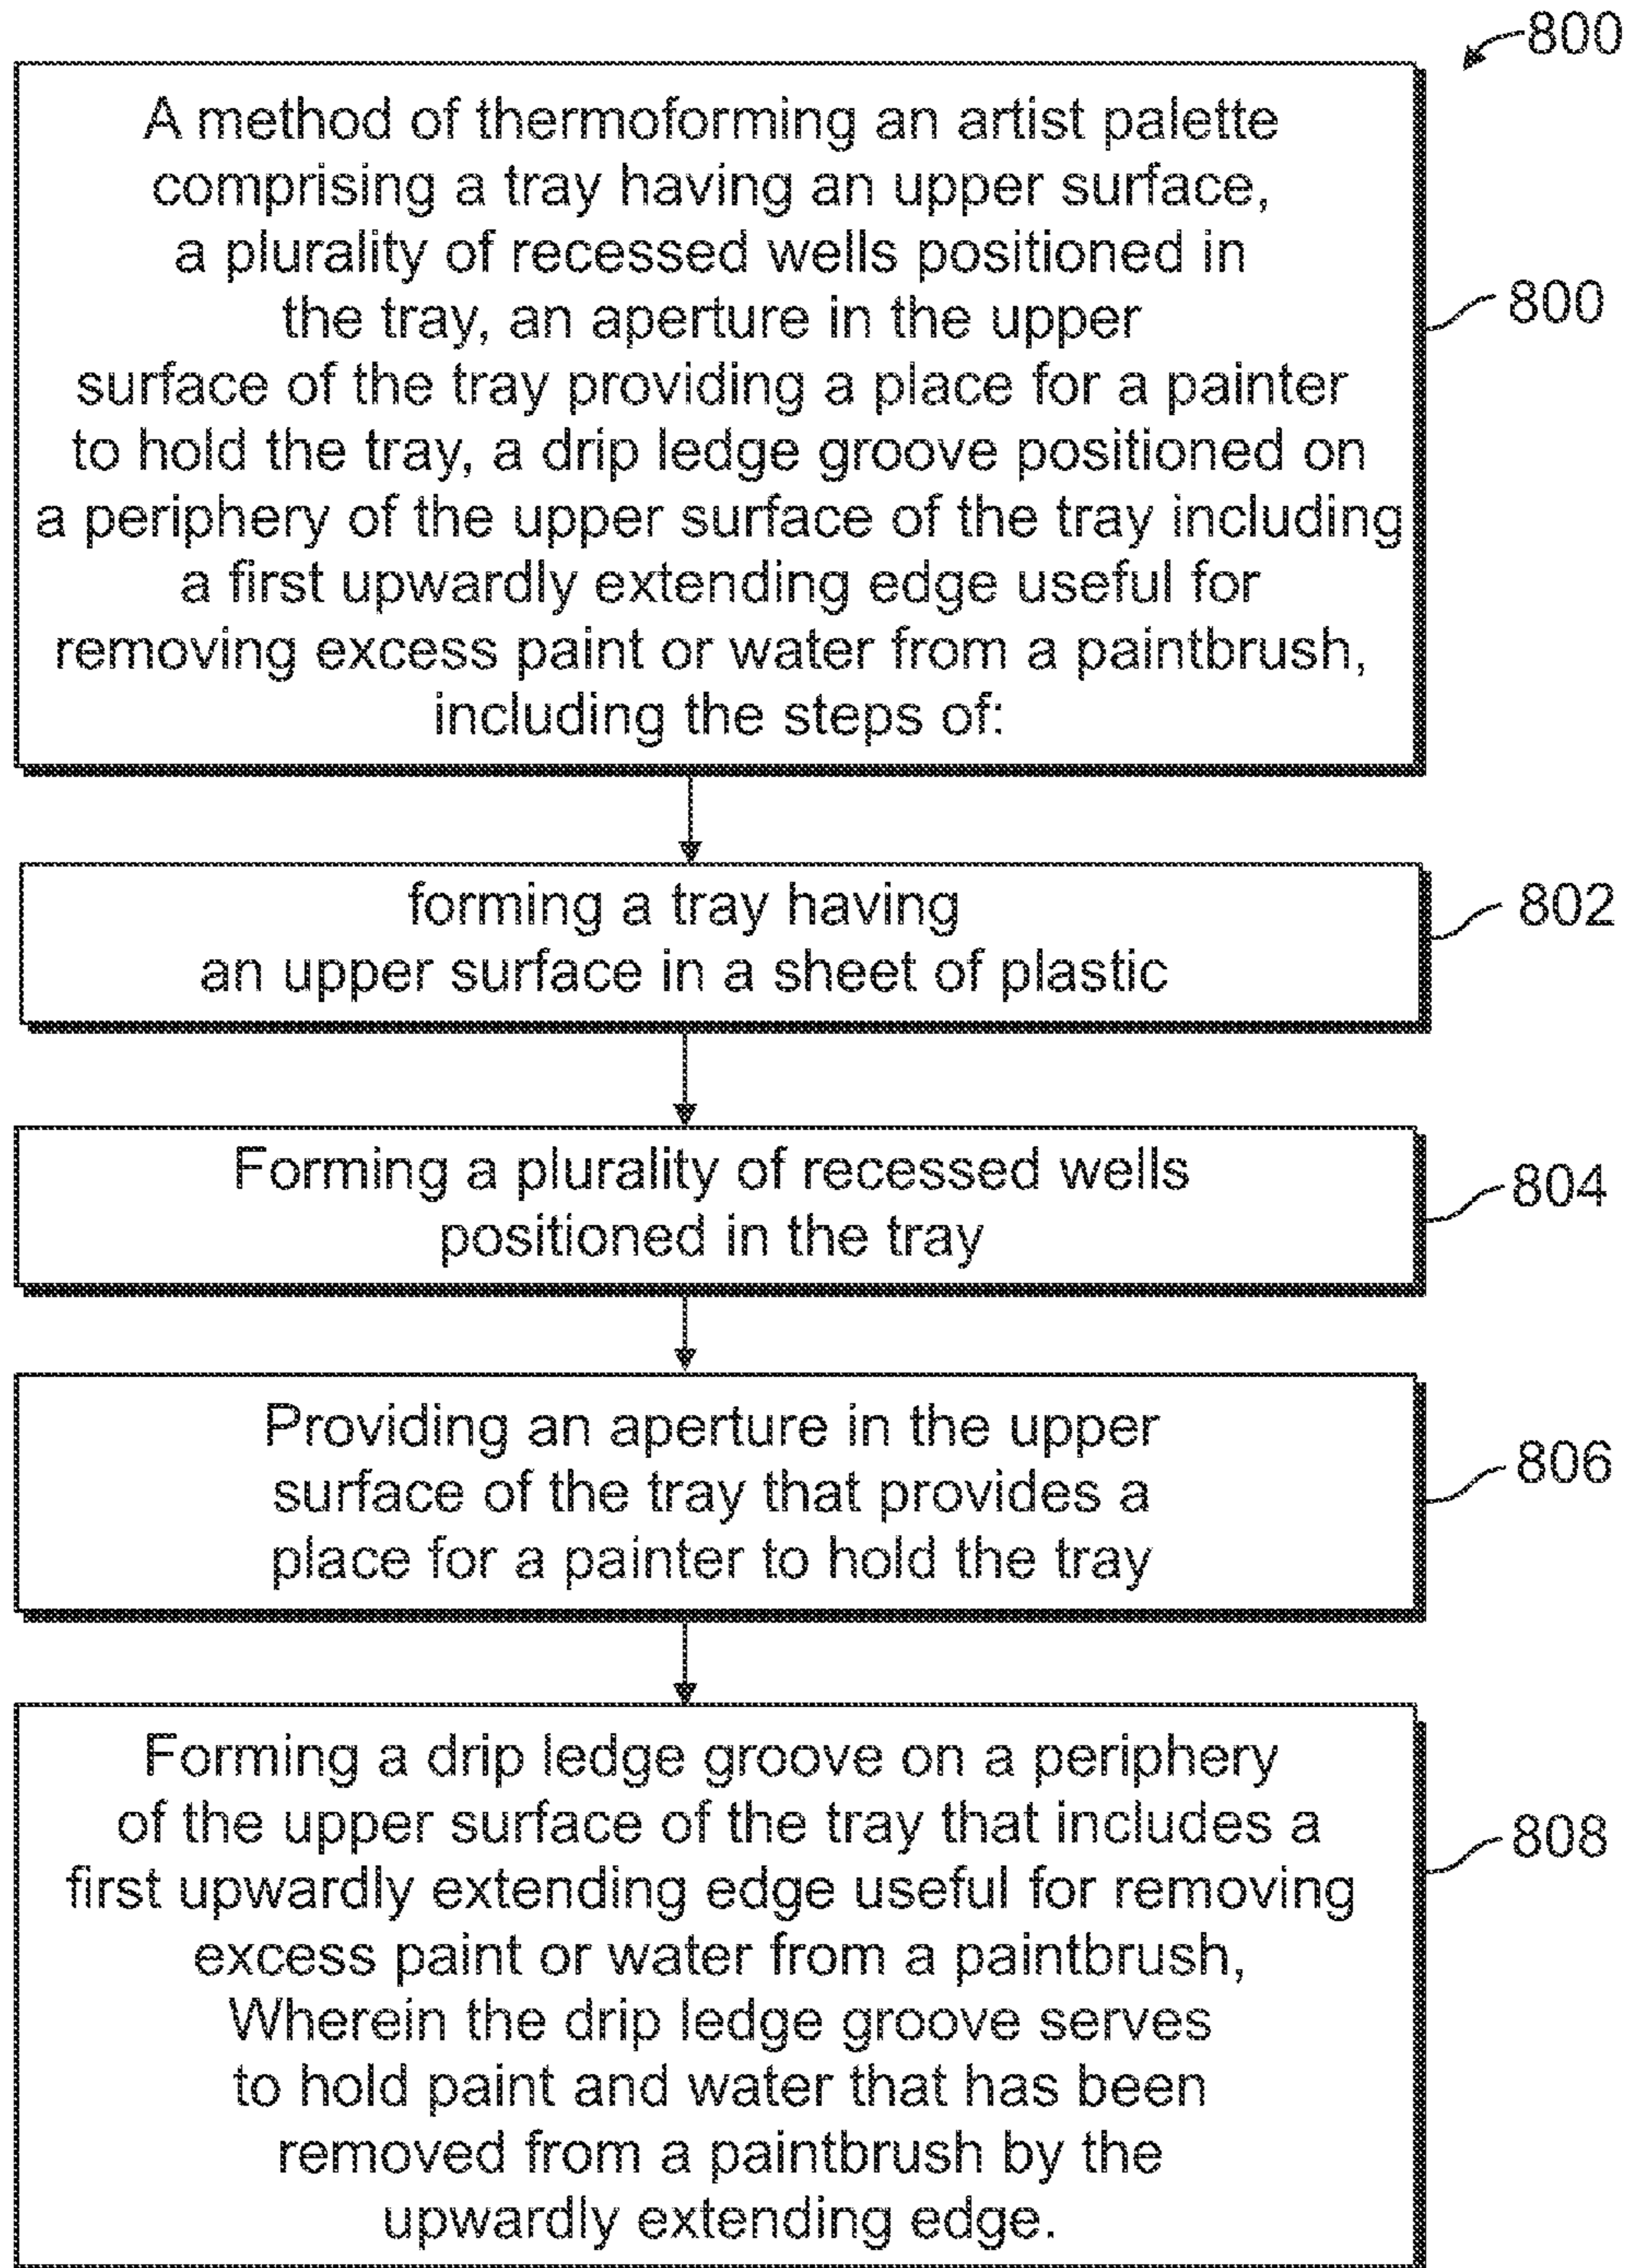 800
A method of thermoforming an artist palette
comprising a tray having an upper surface,
a plurality of recessed wells positioned in
the tray, an aperture in the upper
surface of the tray providing a place for a painter
to hold the tray, a drip ledge groove positioned on
a periphery of the upper surface of the tray including
a first upwardly extending edge useful for
removing excess paint or water from a paintbrush,
including the steps of:
800
forming a tray having
an upper surface in a sheet of plastic
802
Forming a plurality of recessed wells
positioned in the tray
804
Providing an aperture in the upper
surface of the tray that provides a
place for a painter to hold the tray
806
Forming a drip ledge groove on a periphery
of the upper surface of the tray that includes a
first upwardly extending edge useful for removing
excess paint or water from a paintbrush,
Wherein the drip ledge groove serves
to hold paint and water that has been
removed from a paintbrush by the
upwardly extending edge.
808